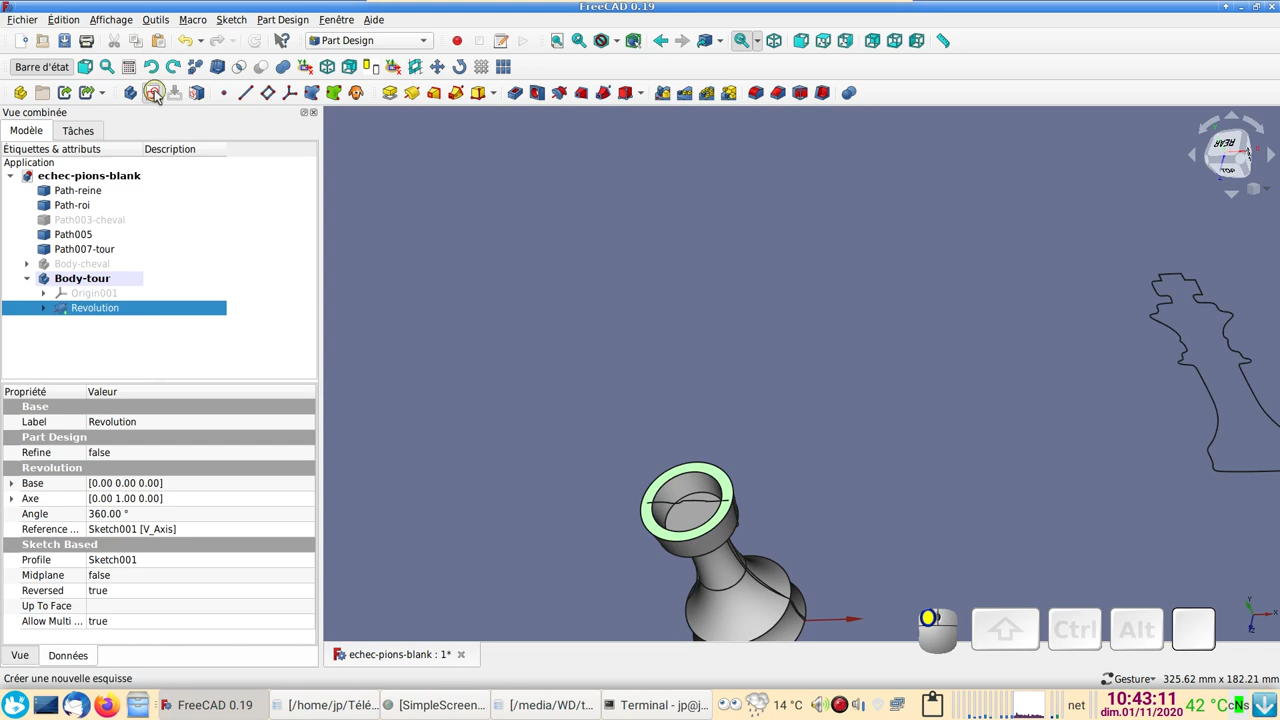 FreeCAD 0.19
Fichier Édition Affichage Outils Macro Sketch Part Design Fenêtre Aide
Part Design
Barre d'état
Vue combinée
Modèle Tâches
Étiquettes & attributs Description
Application
echec-pions-blank
Path-reine
Path-roi
Path003-cheval
Path005
Path007-tour
Body-cheval
Body-tour
Origin001
Revolution
REAR
TOP
Propriété Valeur
Base
Label Revolution
Part Design
Refine false
Revolution
Base [0.00 0.00 0.00]
Axe [0.00 1.00 0.00]
Angle 360.00 °
Reference ... Sketch001 [V_Axis]
Sketch Based
Profile Sketch001
Midplane false
Reversed true
Up To Face
Allow Multi ... true
Ctrl Alt
Vue Données
echec-pions-blank : 1*
Créer une nouvelle esquisse
Gesture 325.62 mm x 182.21 mm
FreeCAD 0.19 [/home/jp/Télé... [SimpleScreen... [/media/WD/t... Terminal - jp@j...
14 °C
net
10:43:11
dim.01/11/2020
42 °C